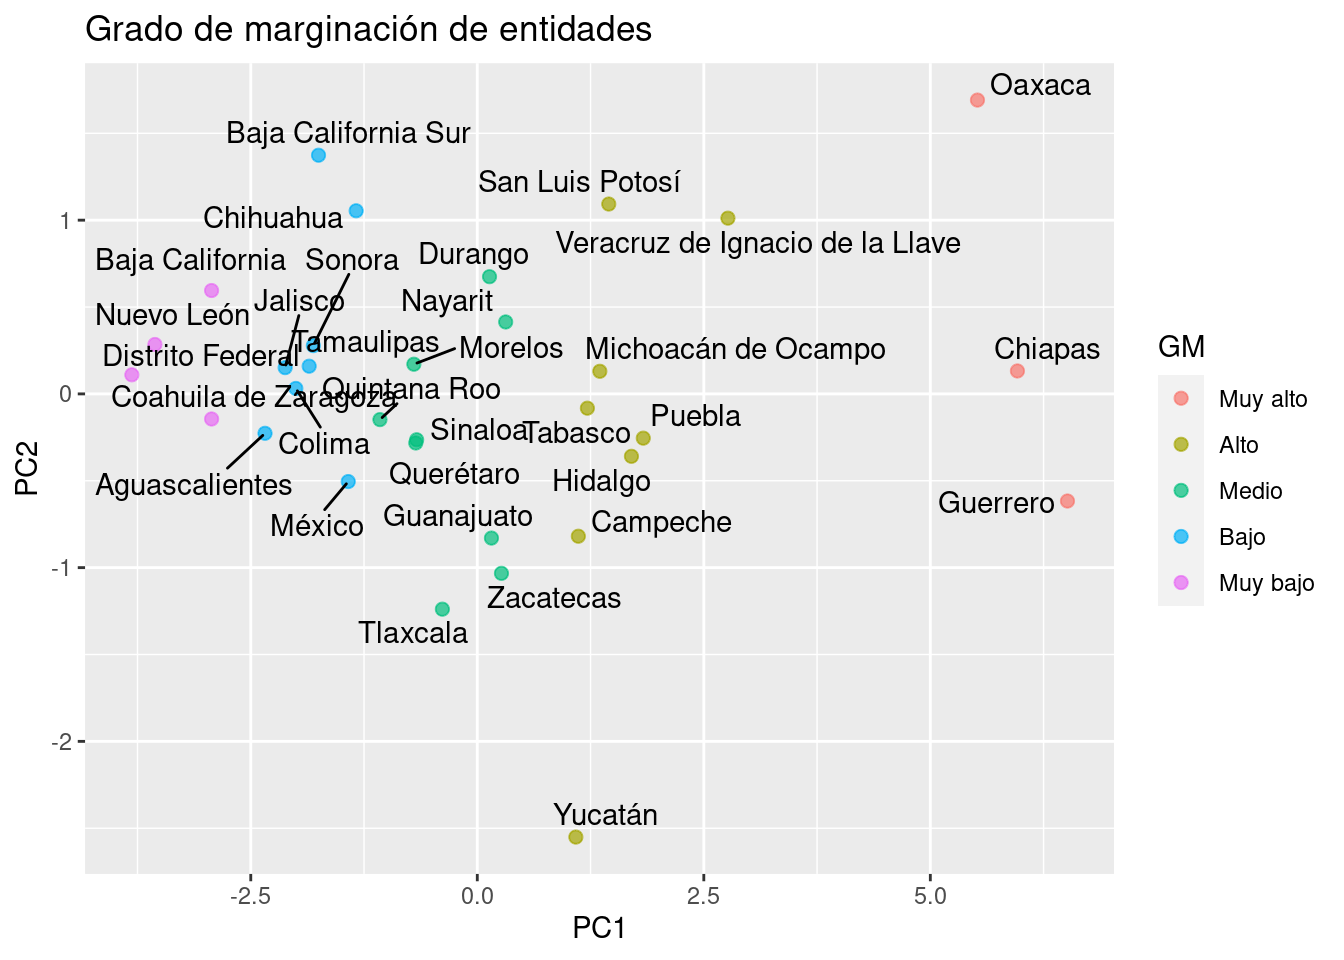 Grado de marginación de entidades
Oaxaca
Baja California Sur
San Luis Potosí
Chihuahua
Veracruz de Ignacio de la Llave
Baja California
Sonora
Durango
Jalisco
Nayarit
Nuevo León
Tamaulipas
Morelos
Michoacán de Ocampo
Chiapas
Distrito Federal
Quintana Roo
Coahuila de Zaragoza
Puebla
Sinaloa
Tabasco
Colima
Querétaro
Hidalgo
Aguascalientes
Guerrero
Guanajuato
Campeche
México
Zacatecas
Tlaxcala
Yucatán
1
0
-1
-2
PC2
-2.5
0.0
2.5
5.0
PC1
GM
Muy alto
Alto
Medio
Bajo
Muy bajo